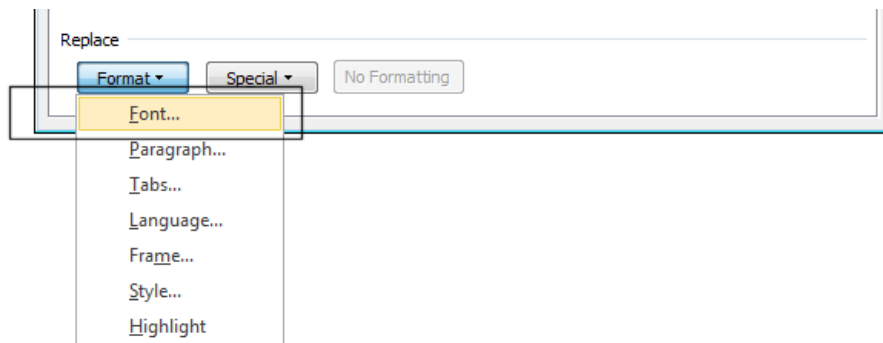 Replace
Format Special No Formatting
Font...
Paragraph...
Tabs...
Language...
Frame...
Style...
Highlight